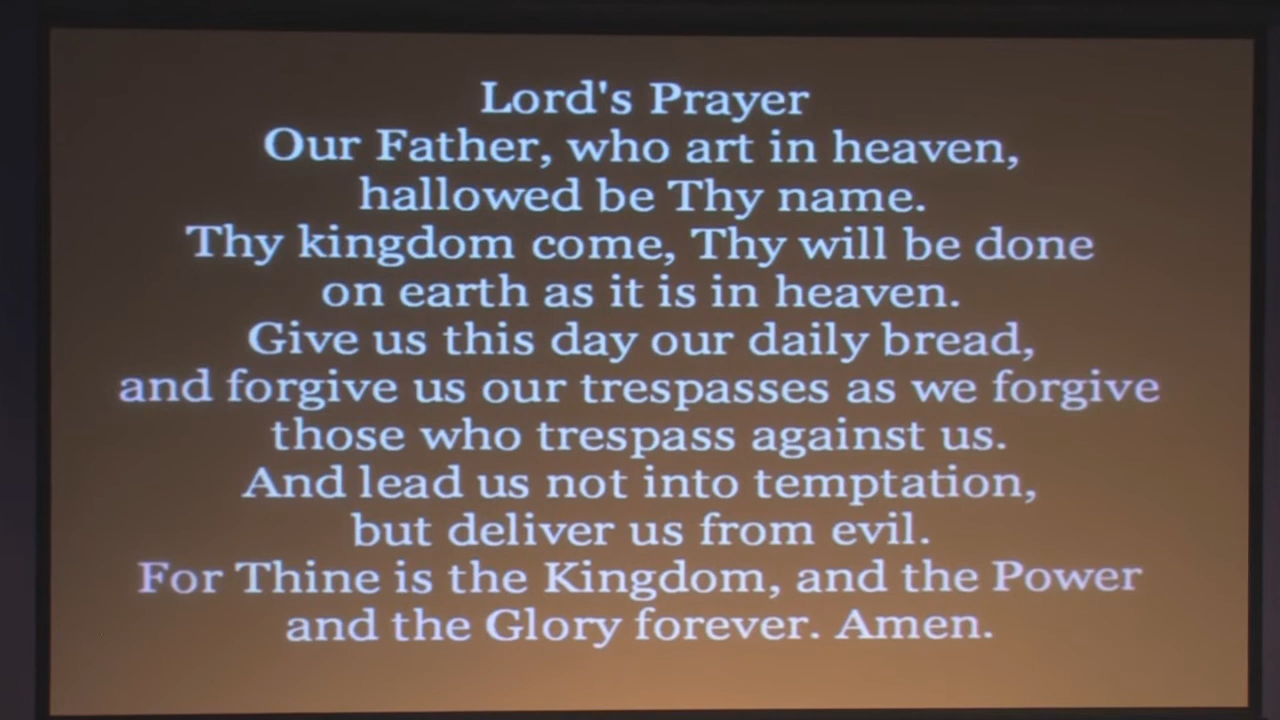 Lord's Prayer
Our Father, who art in heaven,
hallowed be Thy name.
Thy kingdom come, Thy will be done
on earth as it is in heaven.
Give us this day our daily bread,
and forgive us our trespasses as we forgive
those who trespass against us.
And lead us not into temptation,
but deliver us from evil.
For Thine is the Kingdom, and the Power
and the Glory forever. Amen.